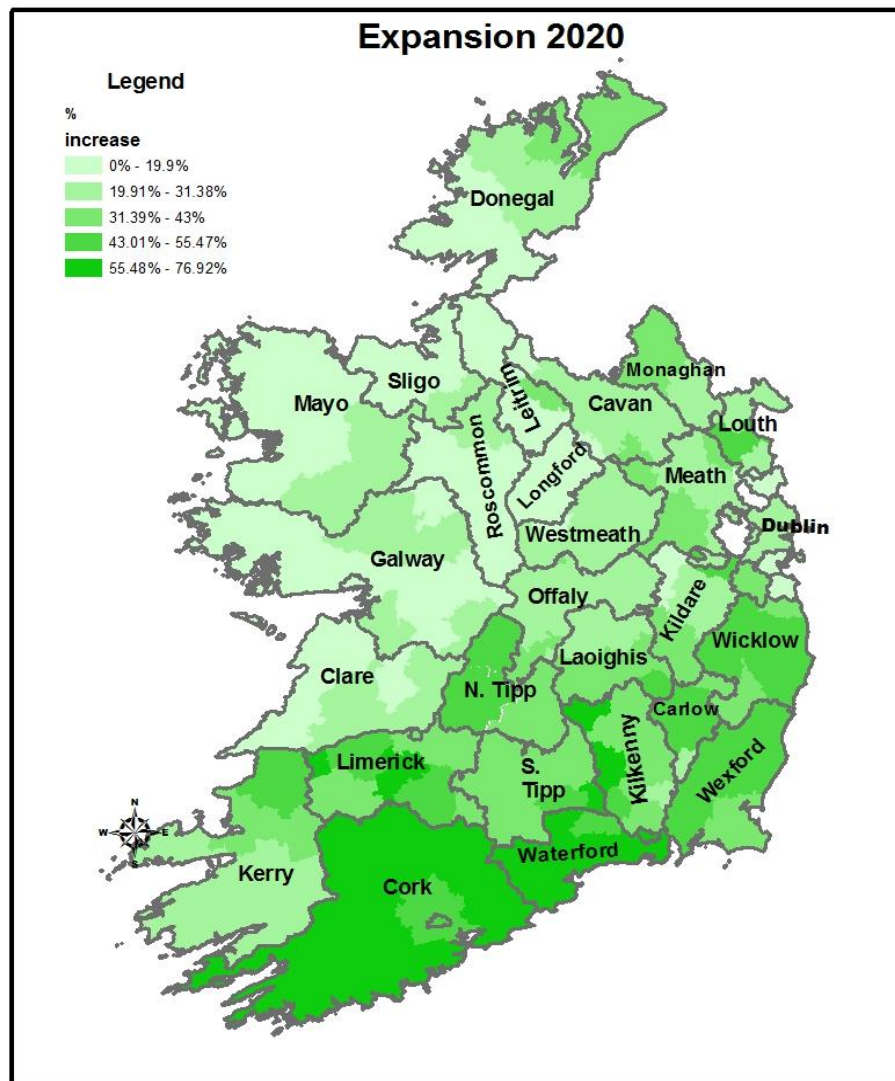 Expansion 2020
Legend
%
increase
0% - 19.9%
19.91% - 31.38%
31.39% - 43%
43.01% - 55.47%
55.48% - 76.92%
Donegal
Monaghan
Sligo
Leitrim
Cavan
Mayo
Louth
Roscommon
Longford
Meath
Westmeath
Dublin
Galway
Offaly
Kildare
Wicklow
Laoighis
Clare
N. Tipp
Carlow
Limerick
Kilkenny
Wexford
S.
Tipp
N
W
E
S
Waterford
Kerry
Cork